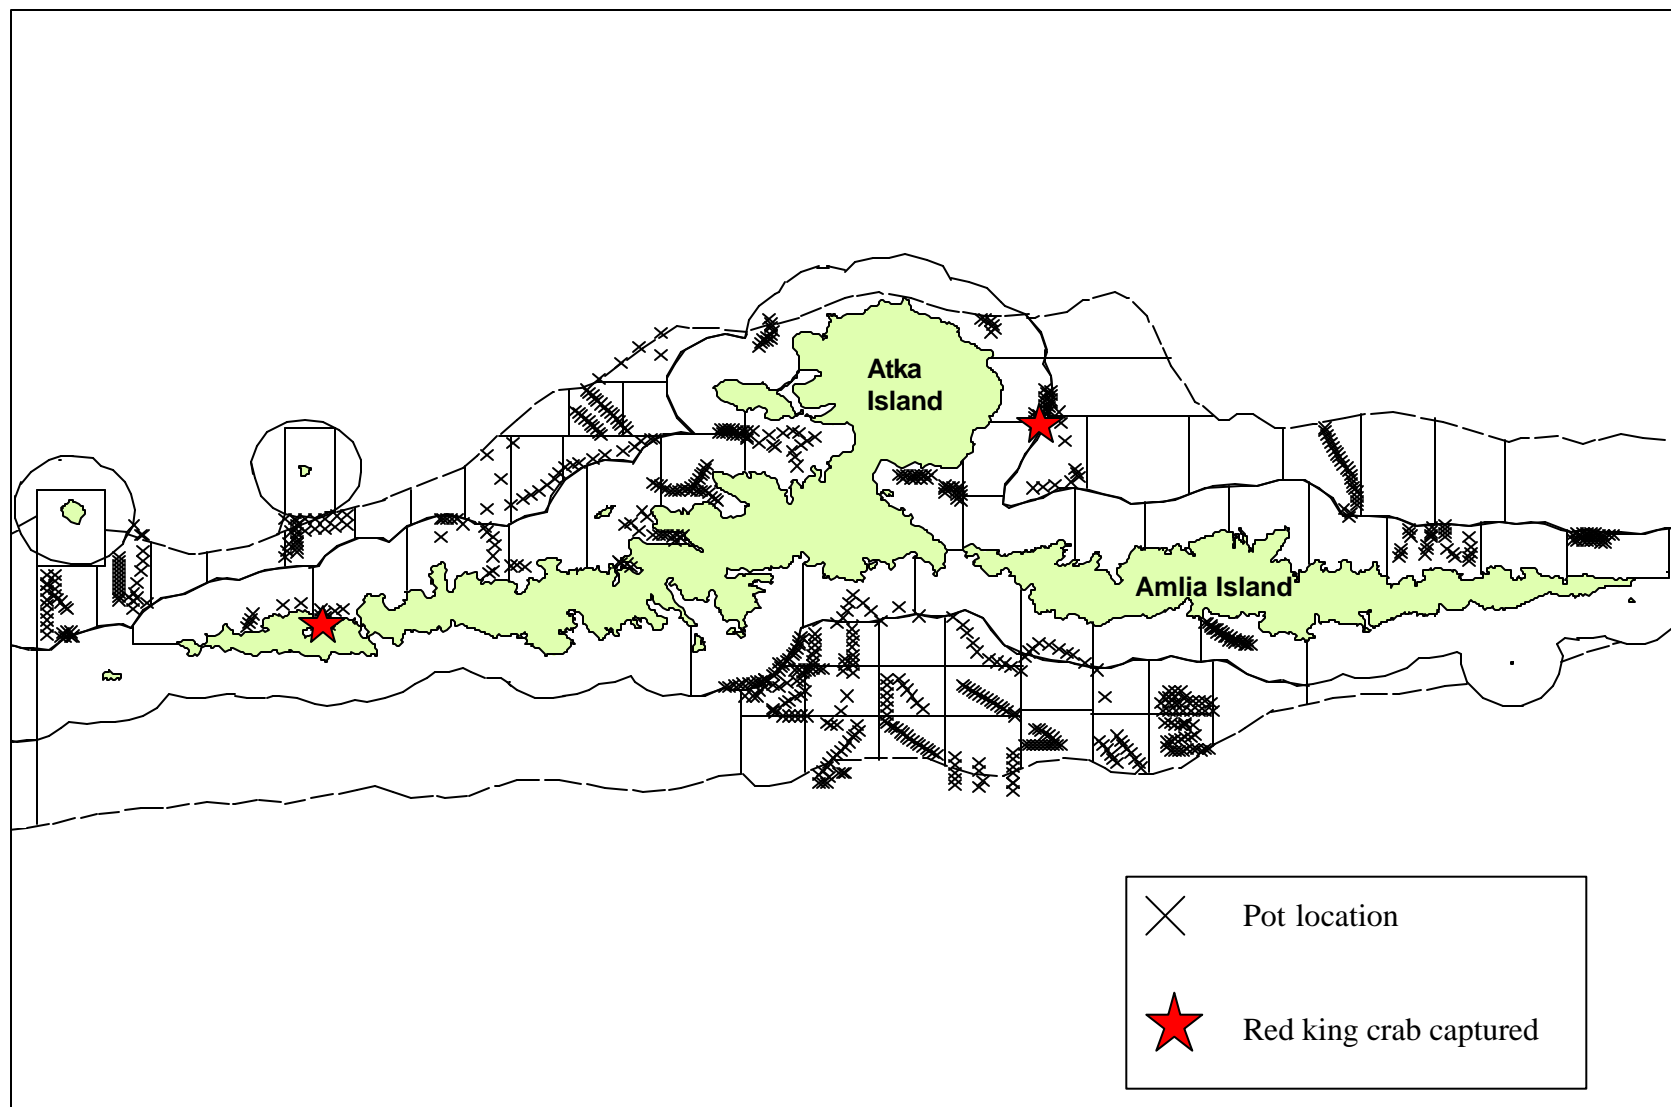 Atka
Island
Amlia Island
Pot location
Red king crab captured